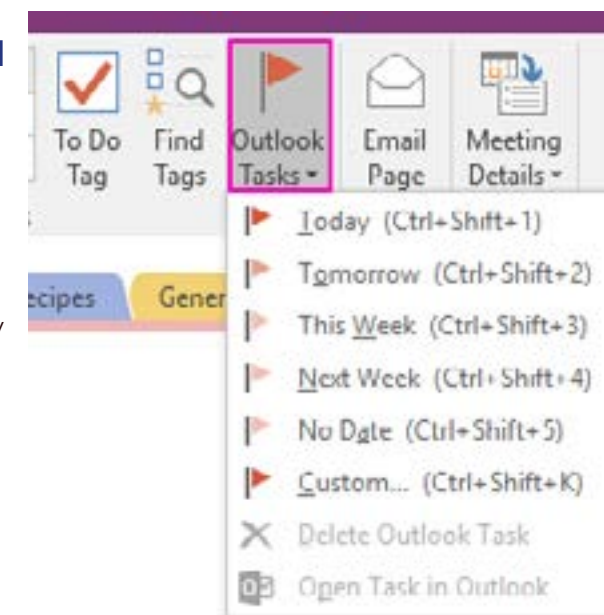 To Do Tag
Find Tags
Outlook Tasks
Email Page
Meeting Details
ecipes
Gener
Today (Ctrl+Shift+1)
Tomorrow (Ctrl+Shift+2)
This Week (Ctrl+Shift+3)
Next Week (Ctrl+Shift+4)
No Date (Ctrl+Shift+5)
Custom... (Ctrl+Shift+K)
Delete Outlook Task
Open Task in Outlook